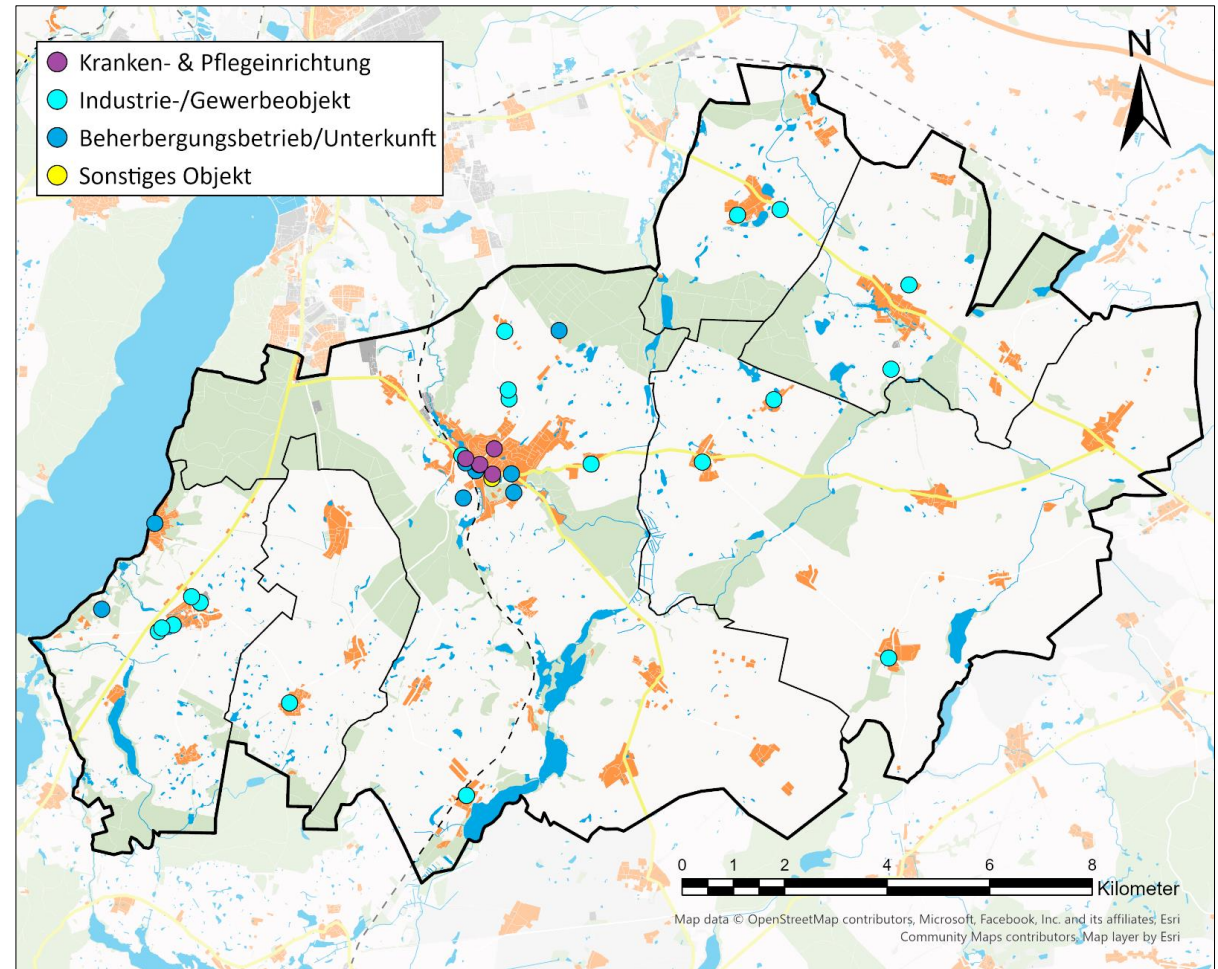 Kranken- & Pflegeinrichtung
Industrie-/Gewerbeobjekt
Beherbergungsbetrieb/Unterkunft
Sonstiges Objekt
N
0 1 2 4 6 8
Kilometer
Map data © OpenStreetMap contributors, Microsoft, Facebook, Inc. and its affiliates, Esri
Community Maps contributors, Map layer by Esri